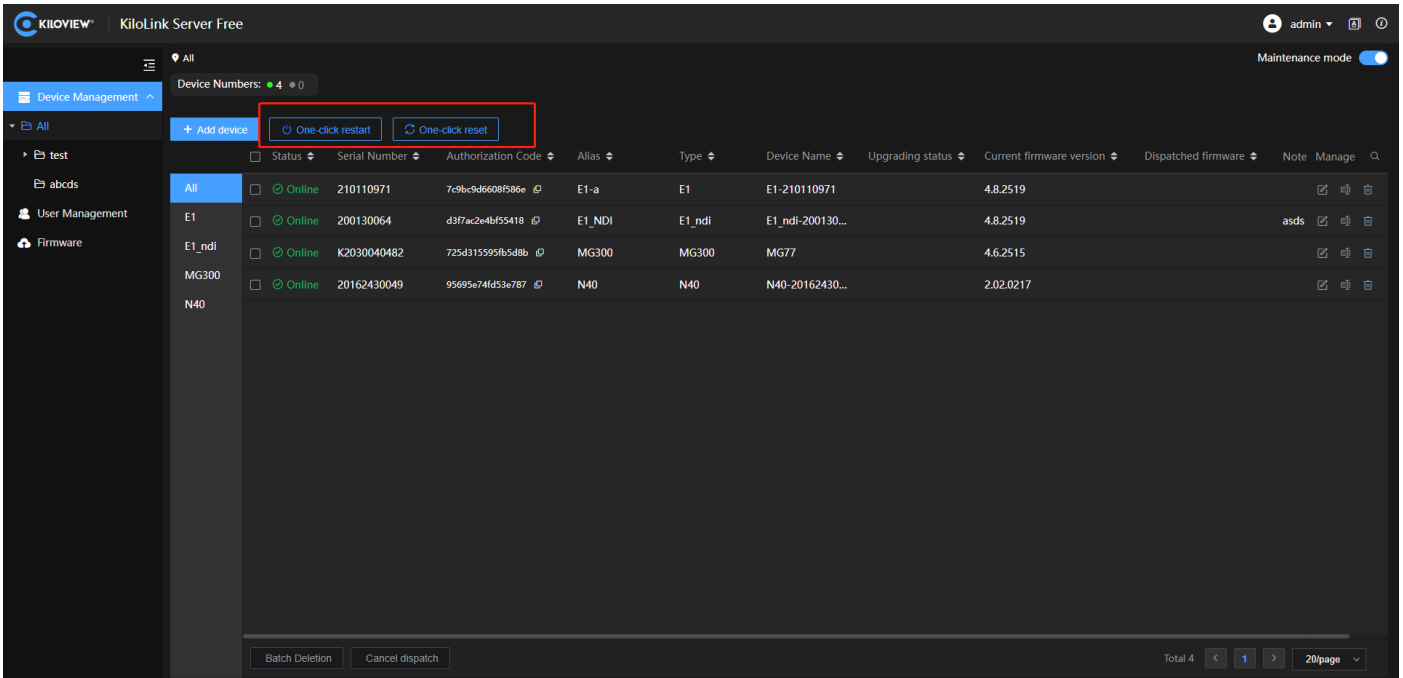 KILOVIEW® KiloLink Server Free admin
All Maintenance mode
Device Numbers: 4 0
Device Management
All
test
abcds
User Management
Firmware
+ Add device One-click restart One-click reset
Status Serial Number Authorization Code Alias Type Device Name Upgrading status Current firmware version Dispatched firmware Note Manage
All
E1
E1_ndi
MG300
N40
Online 210110971 7c9bc9d6608f586e E1-a E1 E1-210110971 4.8.2519
Online 200130064 d3f7ac2e4bf55418 E1_NDI E1_ndi E1_ndi-200130... 4.8.2519 asds
Online K2030040482 725d315595fb5d8b MG300 MG300 MG77 4.6.2515
Online 20162430049 95695e74fd53e787 N40 N40 N40-20162430... 2.02.0217
Batch Deletion Cancel dispatch Total 4 < 1 > 20/page